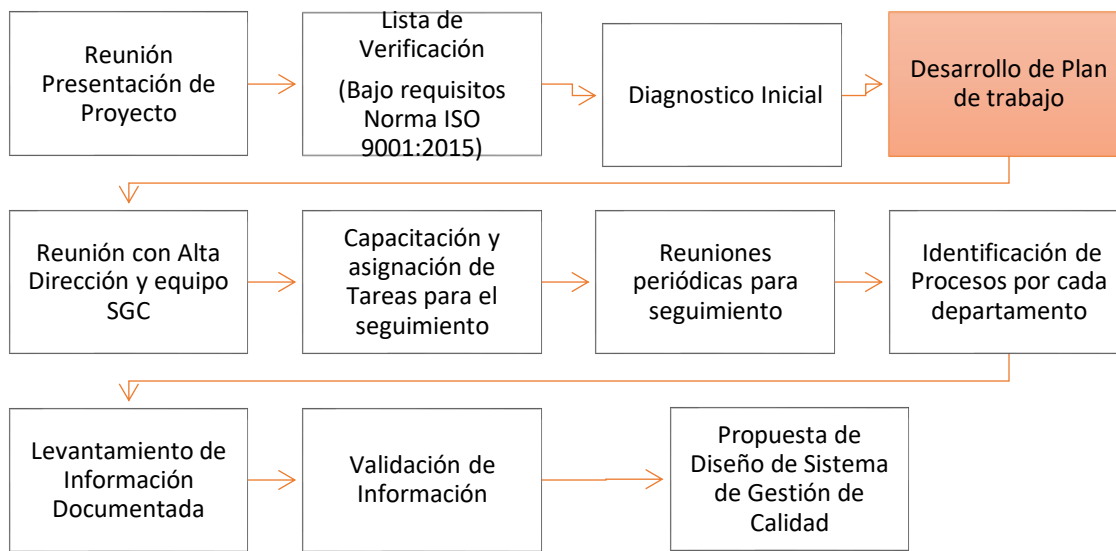 Reunión
Presentación de
Proyecto
Lista de
Verificación
(Bajo requisitos
Norma ISO
9001:2015)
Diagnostico Inicial
Desarrollo de Plan
de trabajo
Reunión con Alta
Dirección y equipo
SGC
Capacitación y
asignación de
Tareas para el
seguimiento
Reuniones
periódicas para
seguimiento
Identificación de
Procesos por cada
departamento
Levantamiento de
Información
Documentada
Validación de
Información
Propuesta de
Diseño de Sistema
de Gestión de
Calidad